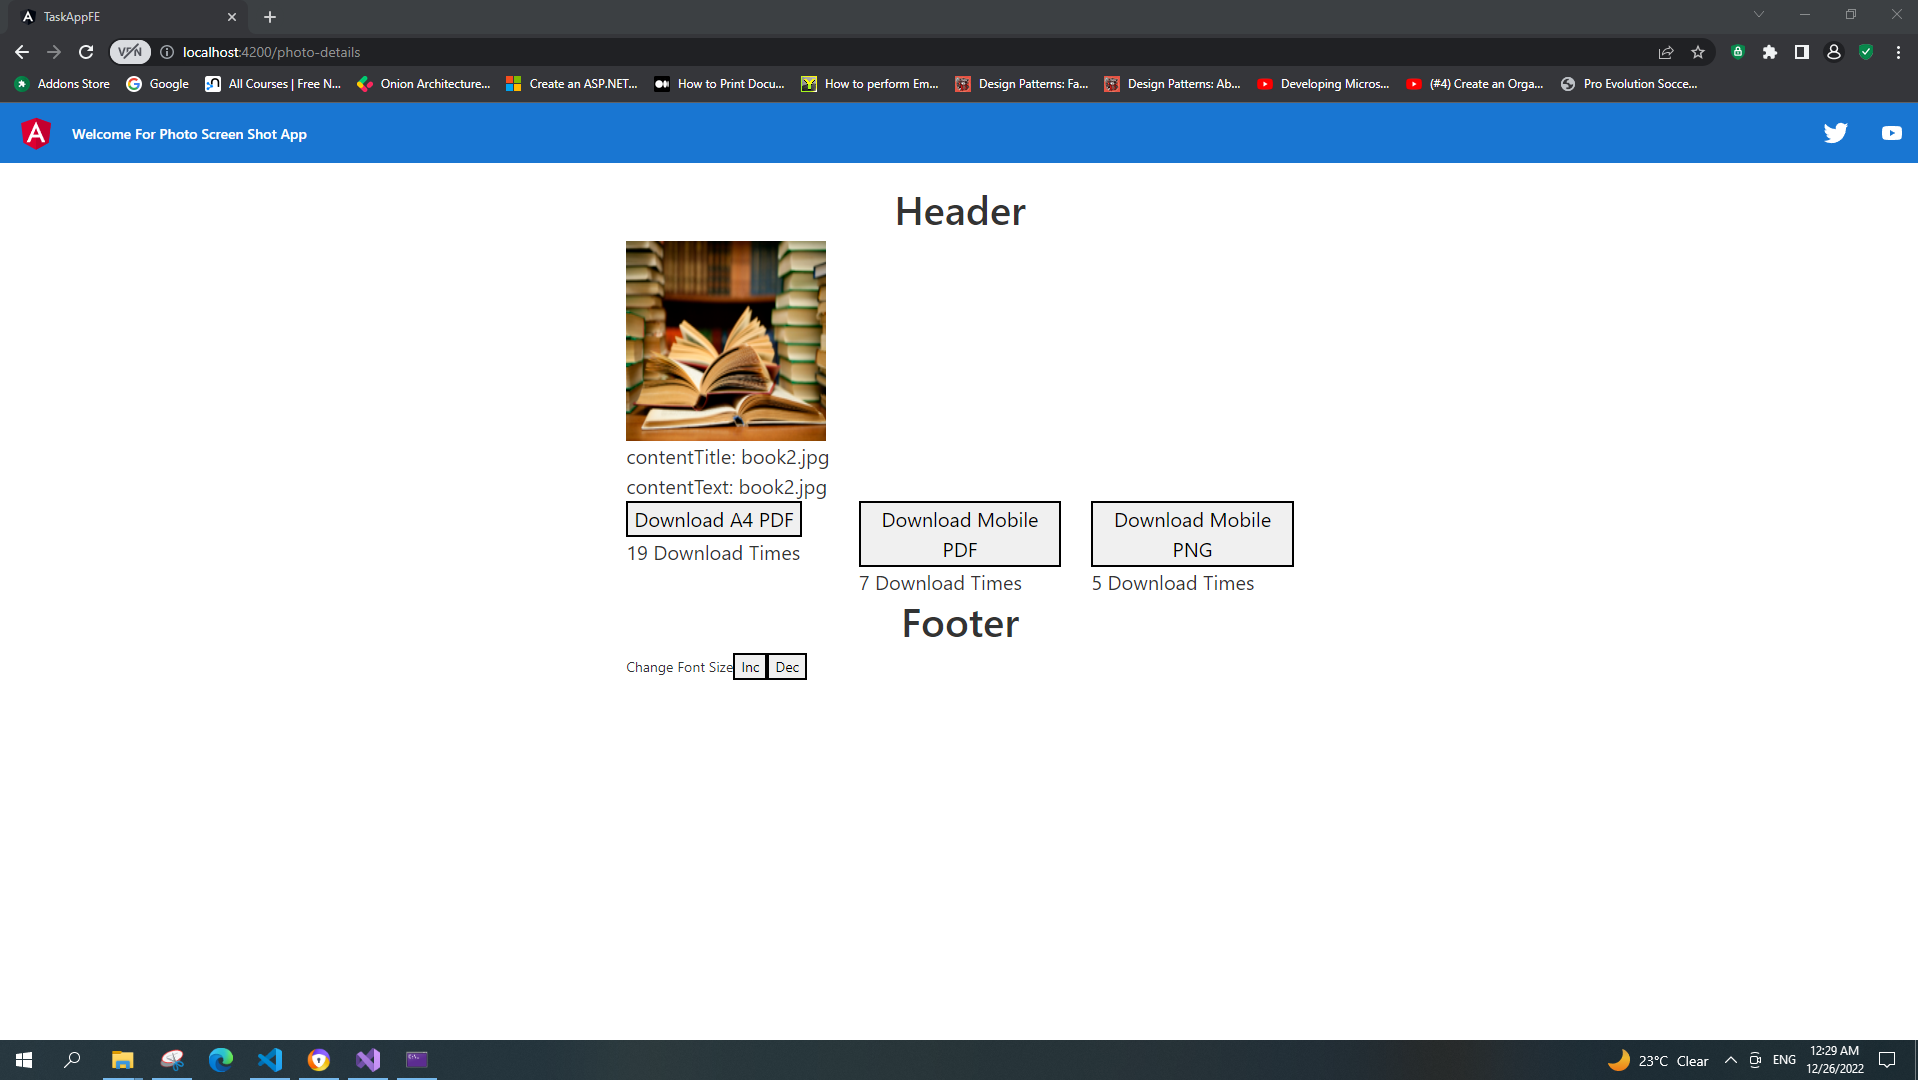 TaskAppFE
VPN
localhost:4200/photo-details
Addons Store
Google
All Courses | Free N...
Onion Architecture...
Create an ASP.NET...
How to Print Docu...
How to perform Em...
Design Patterns: Fa...
Design Patterns: Ab...
Developing Micros...
(#4) Create an Orga...
Pro Evolution Socce...
Welcome For Photo Screen Shot App
Header
contentTitle: book2.jpg
contentText: book2.jpg
Download A4 PDF
19 Download Times
Download Mobile
PDF
7 Download Times
Download Mobile
PNG
5 Download Times
Footer
Change Font Size Inc Dec
23°C Clear
ENG
12:29 AM
12/26/2022